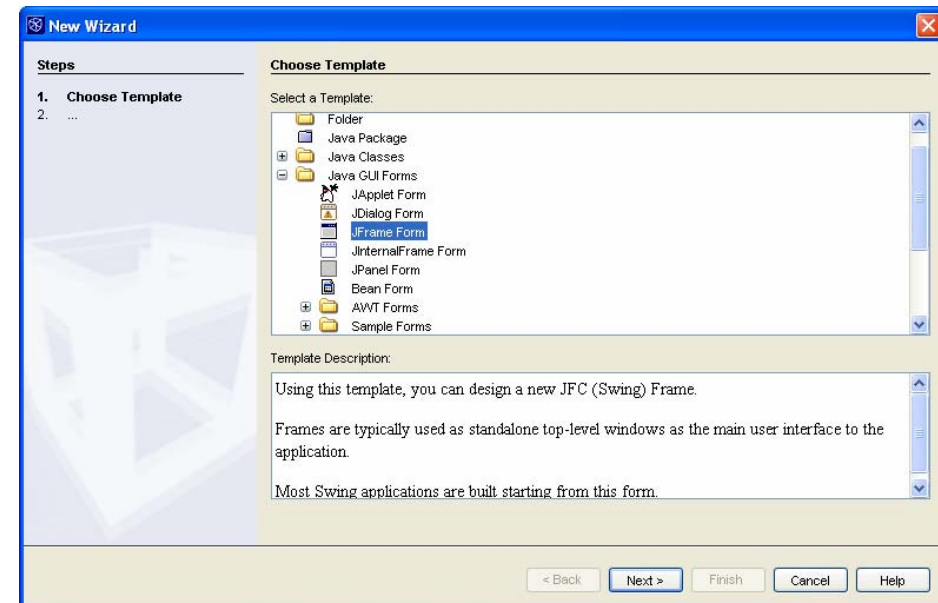 New Wizard
Steps
1. Choose Template
2. ...
Choose Template
Select a Template:
Folder
Java Package
Java Classes
Java GUI Forms
JApplet Form
JDialog Form
JFrame Form
JInternalFrame Form
JPanel Form
Bean Form
AWT Forms
Sample Forms
Template Description:
Using this template, you can design a new JFC (Swing) Frame.
Frames are typically used as standalone top-level windows as the main user interface to the
application.
Most Swing applications are built starting from this form.
< Back Next > Finish Cancel Help